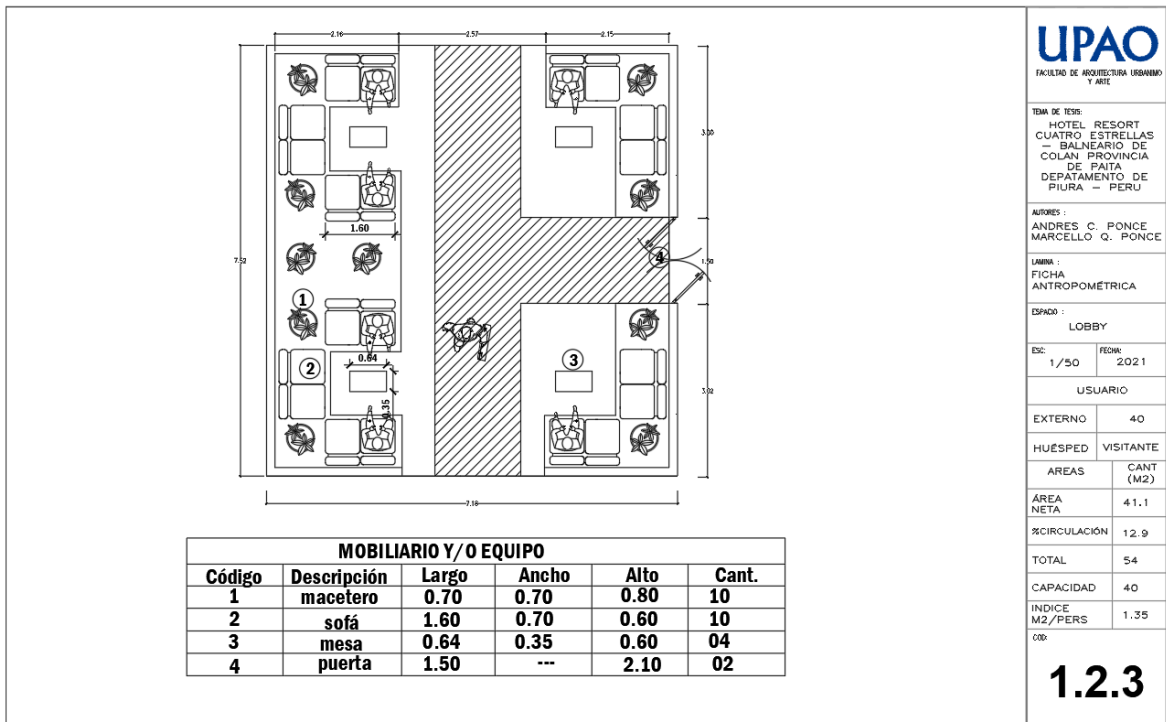 2.16
2.57
2.15
3.00
1.60
7.52
4
1.50
1
2
0.64
3
0.35
3.02
7.18
MOBILIARIO Y/O EQUIPO
Código Descripción Largo Ancho Alto Cant.
1 macetero 0.70 0.70 0.80 10
2 sofá 1.60 0.70 0.60 10
3 mesa 0.64 0.35 0.60 04
4 puerta 1.50 --- 2.10 02
UPAO
FACULTAD DE ARQUITECTURA URBANIMO
Y ARTE
TEMA DE TESIS:
HOTEL RESORT
CUATRO ESTRELLAS
– BALNEARIO DE
COLAN PROVINCIA
DE PAITA
DEPATAMENTO DE
PIURA – PERU
AUTORES :
ANDRES C. PONCE
MARCELLO Q. PONCE
LAMINA :
FICHA
ANTROPOMÉTRICA
ESPACIO :
LOBBY
ESC: FECHA:
1/50 2021
USUARIO
EXTERNO 40
HUÉSPED VISITANTE
AREAS CANT
(M2)
ÁREA
NETA 41.1
%CIRCULACIÓN 12.9
TOTAL 54
CAPACIDAD 40
INDICE
M2/PERS 1.35
COD:
1.2.3